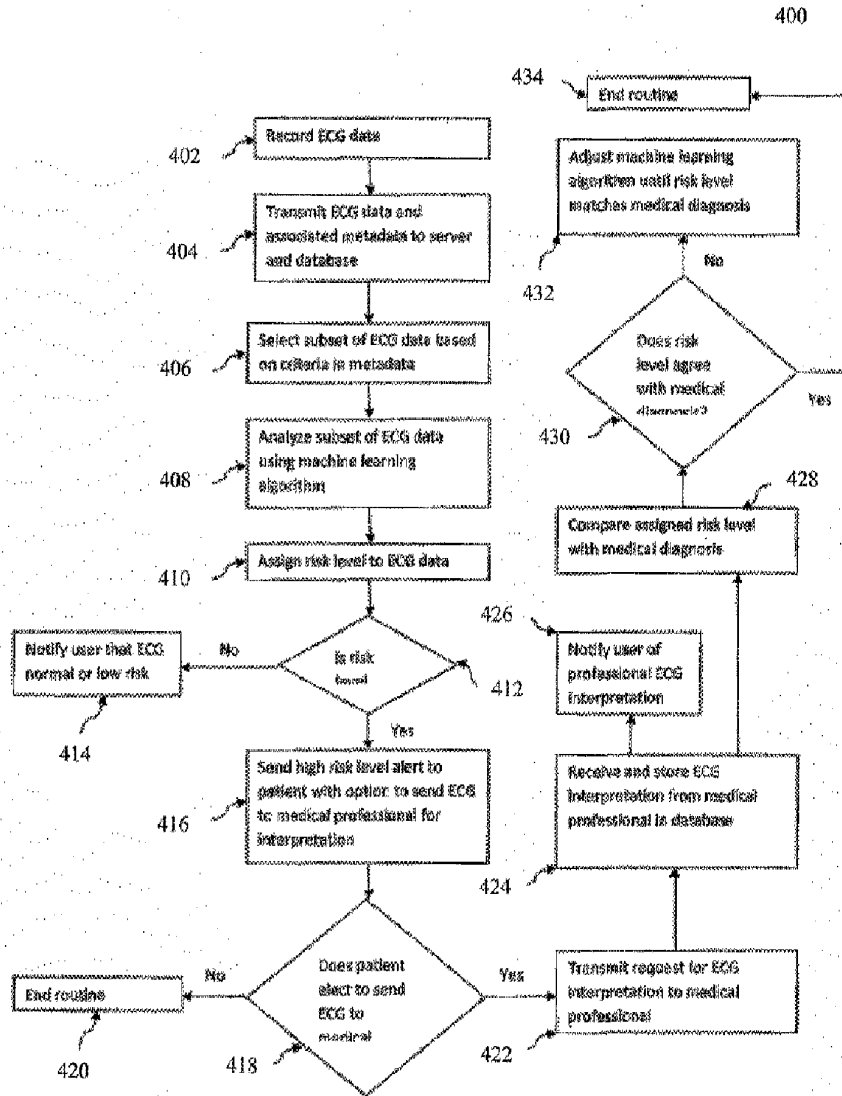 400
402
Record ECG data
404
Transmit ECG data and
associated metadata to server
and database
406
Select subset of ECG data based
on criteria in metadata
408
Analyze subset of ECG data
using machine learning
algorithm
410
Assign risk level to ECG data
Is risk
412
No
Notify user that ECG
normal or low risk
414
Yes
416
Send high risk level alert to
patient with option to send ECG
to medical professional for
interpretation
Does patient
elect to send
ECG to
medical
418
No
End routine
420
Yes
Transmit request for ECG
interpretation to medical
professional
422
Receive and store ECG
interpretation from medical
professional in database
424
426
Notify user of
professional ECG
interpretation
428
Compare assigned risk level
with medical diagnosis
Does risk
level agree
with medical
diagnosis?
430
Yes
No
Adjust machine learning
algorithm until risk level
matches medical diagnosis
432
434
End routine